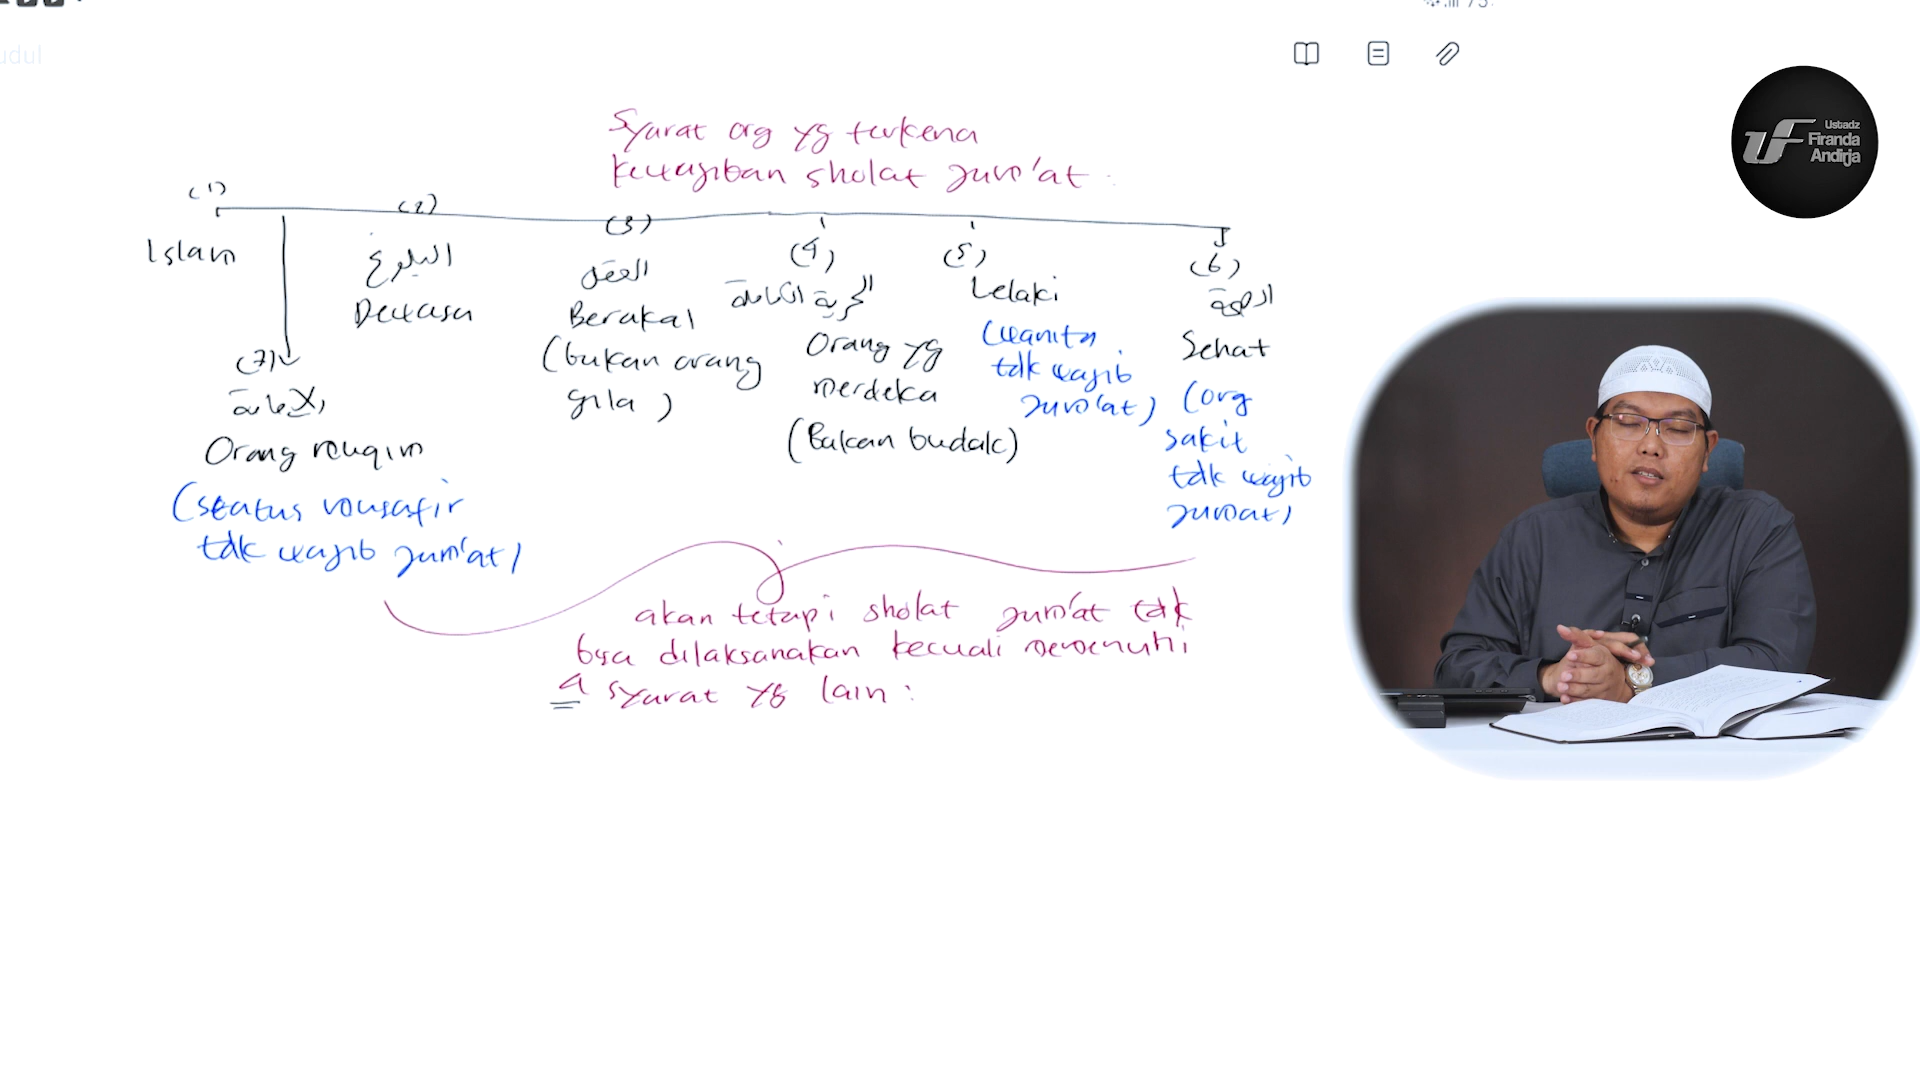 udul
Ustadz
Firanda
Andirja
Syarat org yg terkena
kewajiban sholat Jum'at
(1)
Islam
(2)
البلوغ
Dewasa
(3)
العقل
Berakal
(bukan orang
gila)
(4)
الحرية الكاملة
Orang yg
merdeka
(Bukan budak)
(5)
Lelaki
(wanita
tdk wajib
Jum'at)
(6)
الصحة
Sehat
(org
sakit
tdk wajib
Jumat)
(7)
الإقامة
Orang muqim
(status musafir
tdk wajib Jum'at)
akan tetapi sholat Jum'at tdk
bisa dilaksanakan kecuali memenuhi
4 syarat yg lain :